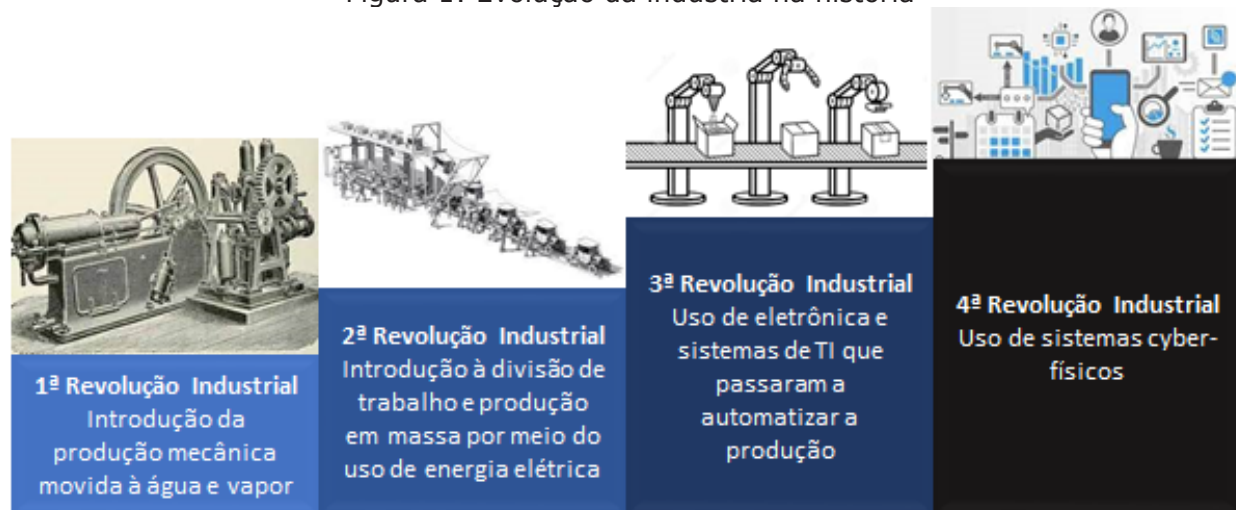 Figura 1: Evolução da indústria na história
1ª Revolução Industrial
Introdução da
produção mecânica
movida à água e vapor
2ª Revolução Industrial
Introdução à divisão de
trabalho e produção
em massa por meio do
uso de energia elétrica
3ª Revolução Industrial
Uso de eletrônica e
sistemas de TI que
passaram a
automatizar a
produção
4ª Revolução Industrial
Uso de sistemas cyber-
físicos